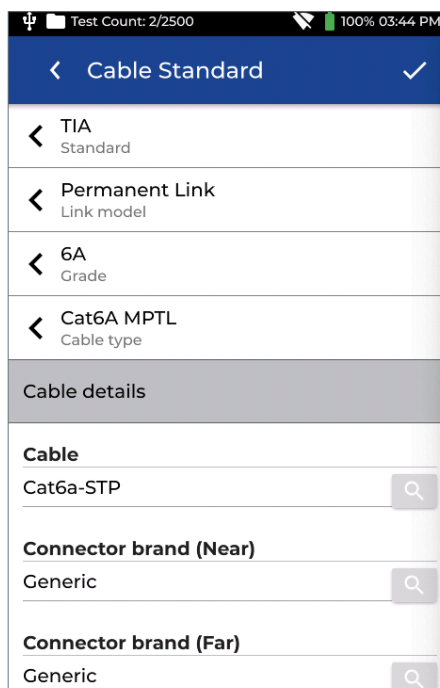 Test Count: 2/2500 100% 03:44 PM
Cable Standard
TIA
Standard
Permanent Link
Link model
6A
Grade
Cat6A MPTL
Cable type
Cable details
Cable
Cat6a-STP
Connector brand (Near)
Generic
Connector brand (Far)
Generic